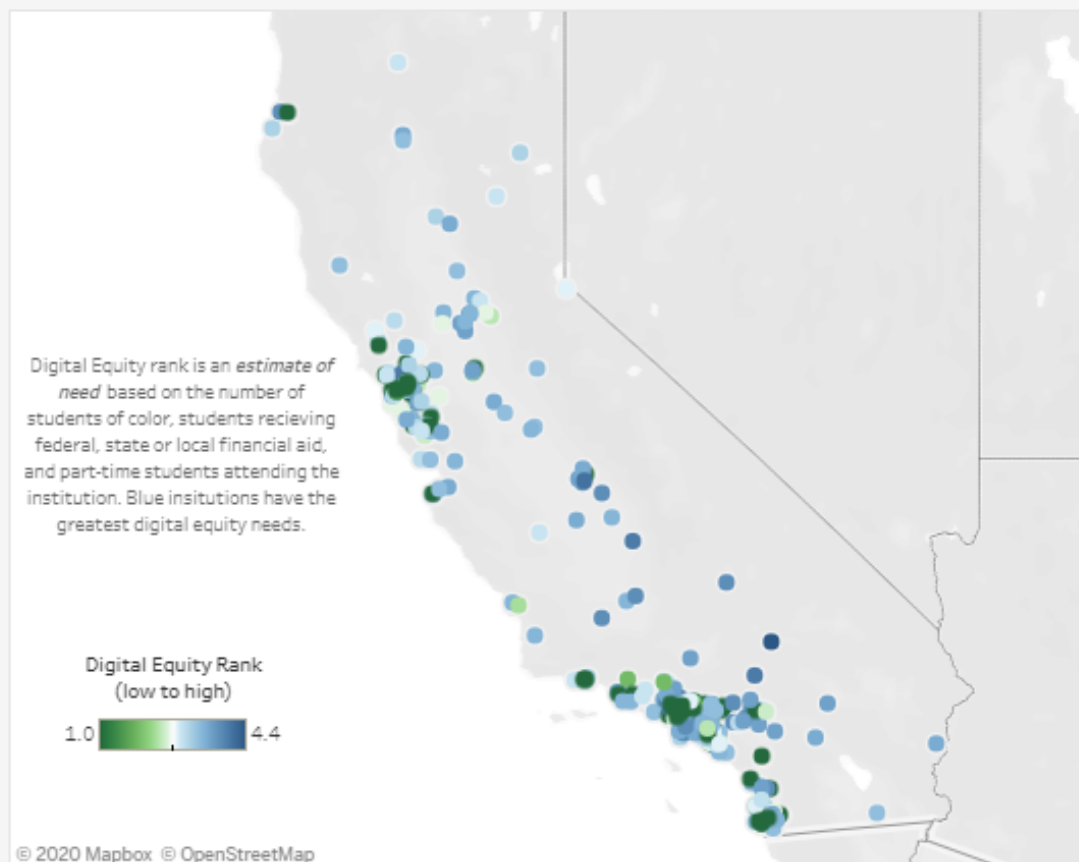 Digital Equity rank is an estimate of
need based on the number of
students of color, students recieving
federal, state or local financial aid,
and part-time students attending the
institution. Blue insitutions have the
greatest digital equity needs.
Digital Equity Rank
(low to high)
1.0 4.4
© 2020 Mapbox © OpenStreetMap